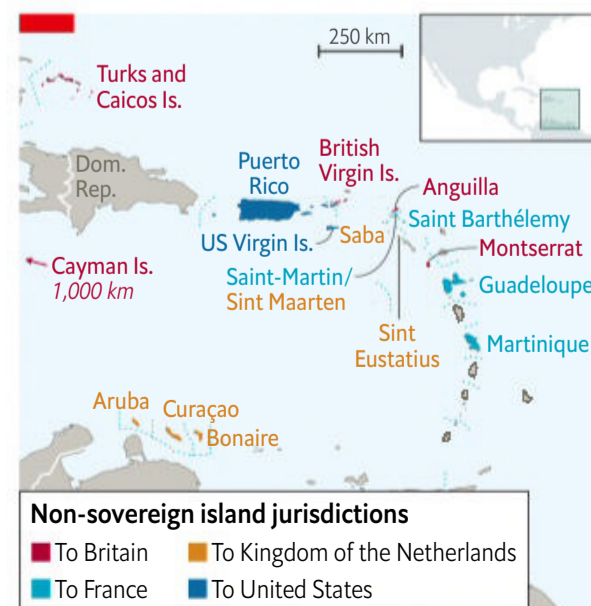 250 km
Turks and
Caicos Is.
Dom.
Rep.
Puerto
Rico
British
Virgin Is.
Anguilla
Saint Barthélemy
US Virgin Is.
Saba
Montserrat
Cayman Is.
1,000 km
Saint-Martin/
Sint Maarten
Guadeloupe
Sint
Eustatius
Martinique
Aruba
Curaçao
Bonaire
Non-sovereign island jurisdictions
To Britain
To Kingdom of the Netherlands
To France
To United States